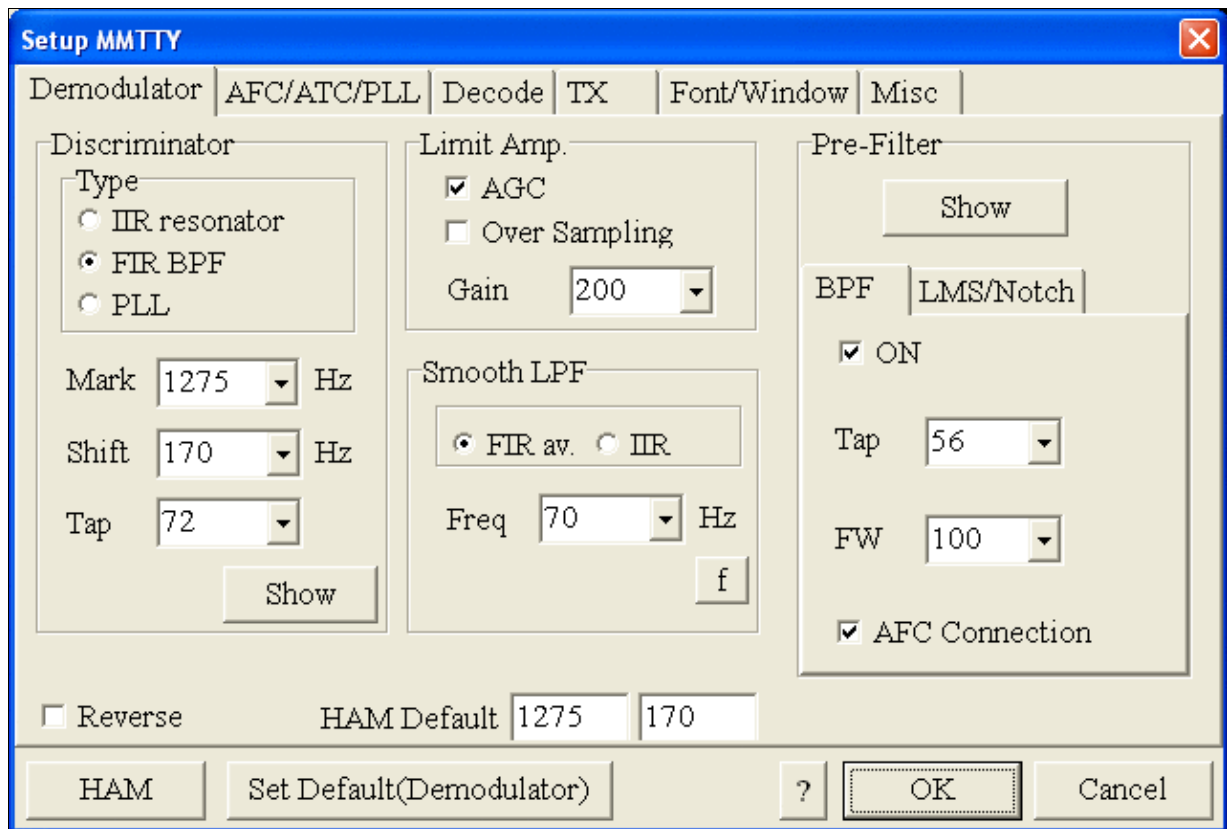 Setup MMTTY
Demodulator AFC/ATC/PLL Decode TX Font/Window Misc
Discriminator
Type
IIR resonator
FIR BPF
PLL
Mark 1275 Hz
Shift 170 Hz
Tap 72
Show
Limit Amp.
AGC
Over Sampling
Gain 200
Smooth LPF
FIR av. IIR
Freq 70 Hz
f
Pre-Filter
Show
BPF LMS/Notch
ON
Tap 56
FW 100
AFC Connection
Reverse HAM Default 1275 170
HAM Set Default(Demodulator) ? OK Cancel